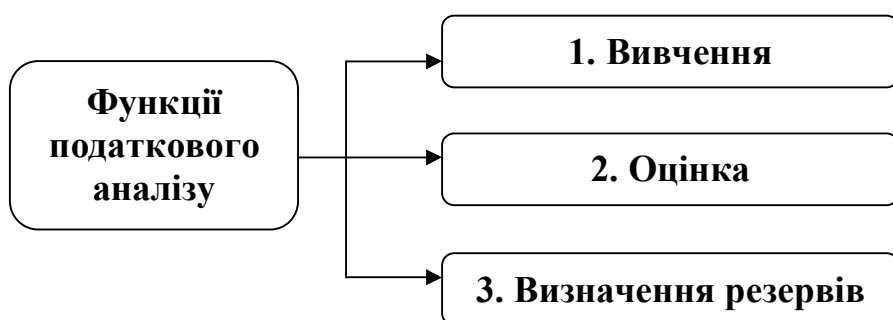 Функції
податкового
аналізу
1. Вивчення
2. Оцінка
3. Визначення резервів